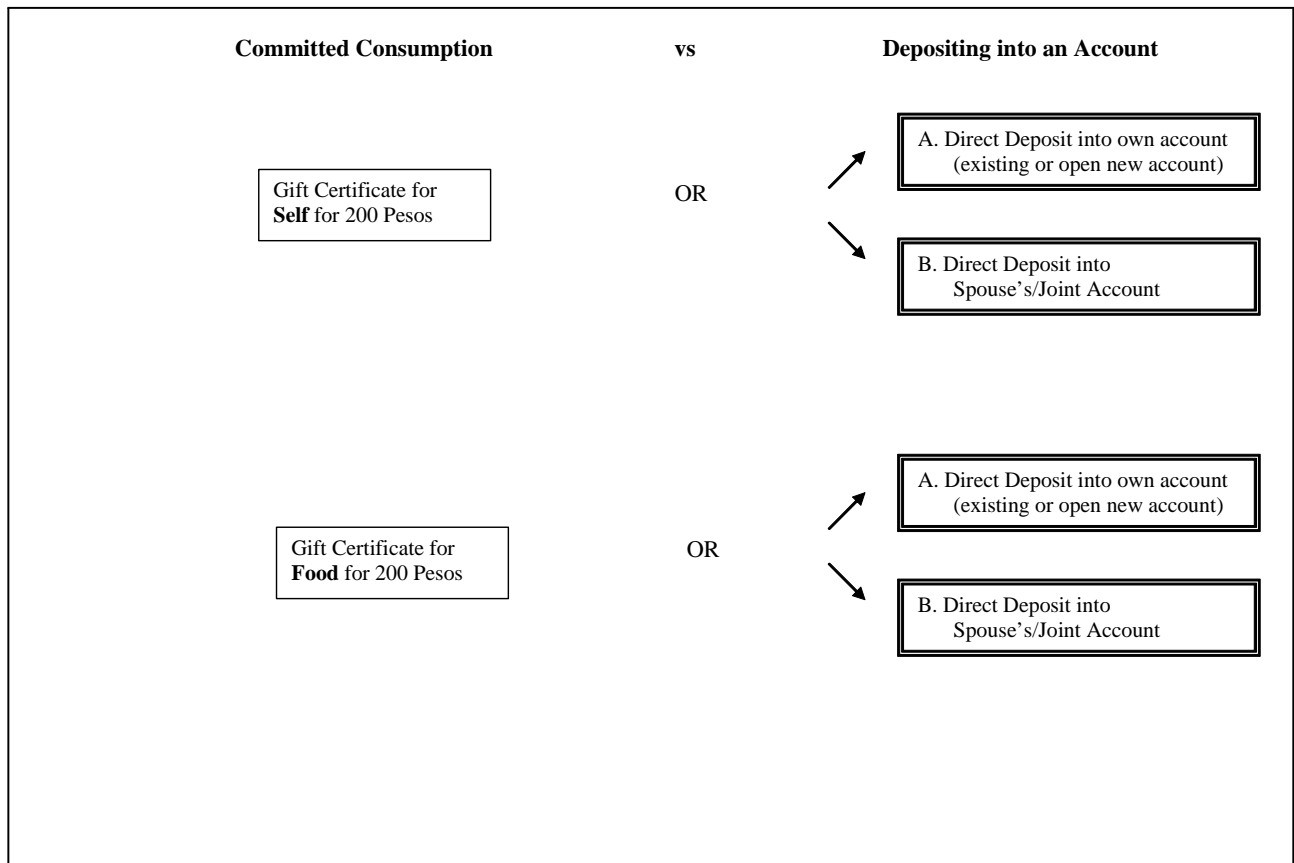 Committed Consumption vs Depositing into an Account
A. Direct Deposit into own account
(existing or open new account)
Gift Certificate for
Self for 200 Pesos
OR
B. Direct Deposit into
Spouse's/Joint Account
A. Direct Deposit into own account
(existing or open new account)
Gift Certificate for
Food for 200 Pesos
OR
B. Direct Deposit into
Spouse's/Joint Account